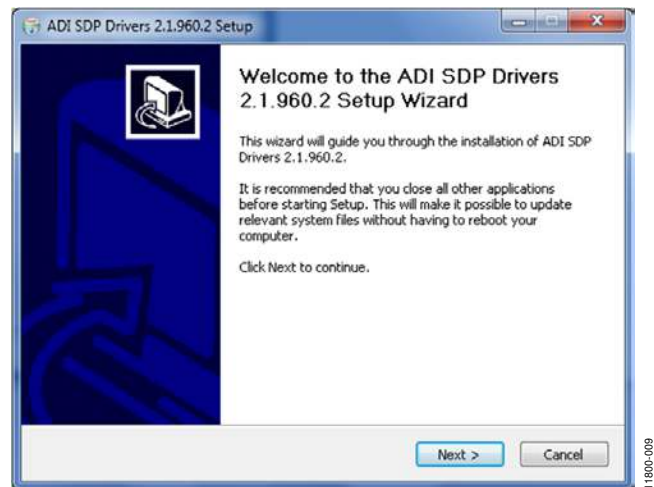 ADI SDP Drivers 2.1.960.2 Setup
Welcome to the ADI SDP Drivers
2.1.960.2 Setup Wizard
This wizard will guide you through the installation of ADI SDP
Drivers 2.1.960.2.
It is recommended that you close all other applications
before starting Setup. This will make it possible to update
relevant system files without having to reboot your
computer.
Click Next to continue.
Next >
Cancel
11800-009